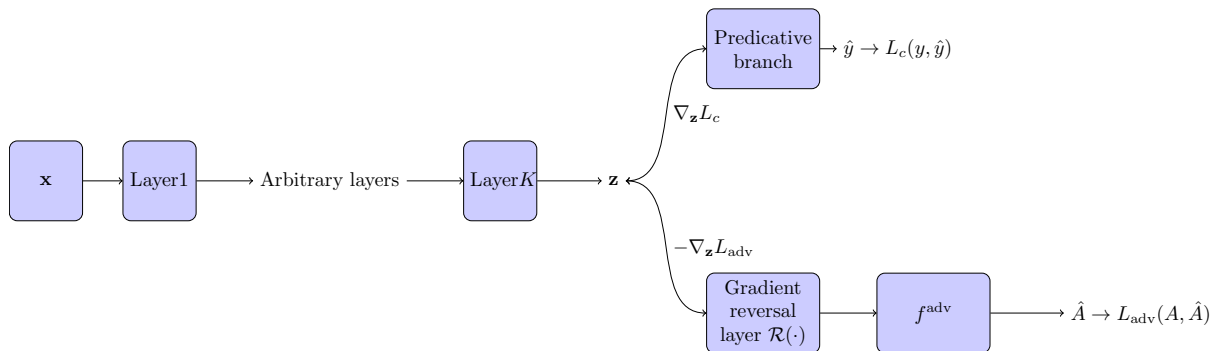 Predicative
branch
ŷ → L_c(y, ŷ)
∇_z L_c
x
Layer1
Arbitrary layers
LayerK
z
−∇_z L_adv
Gradient
reversal
layer R(·)
f^adv
Â → L_adv(A, Â)